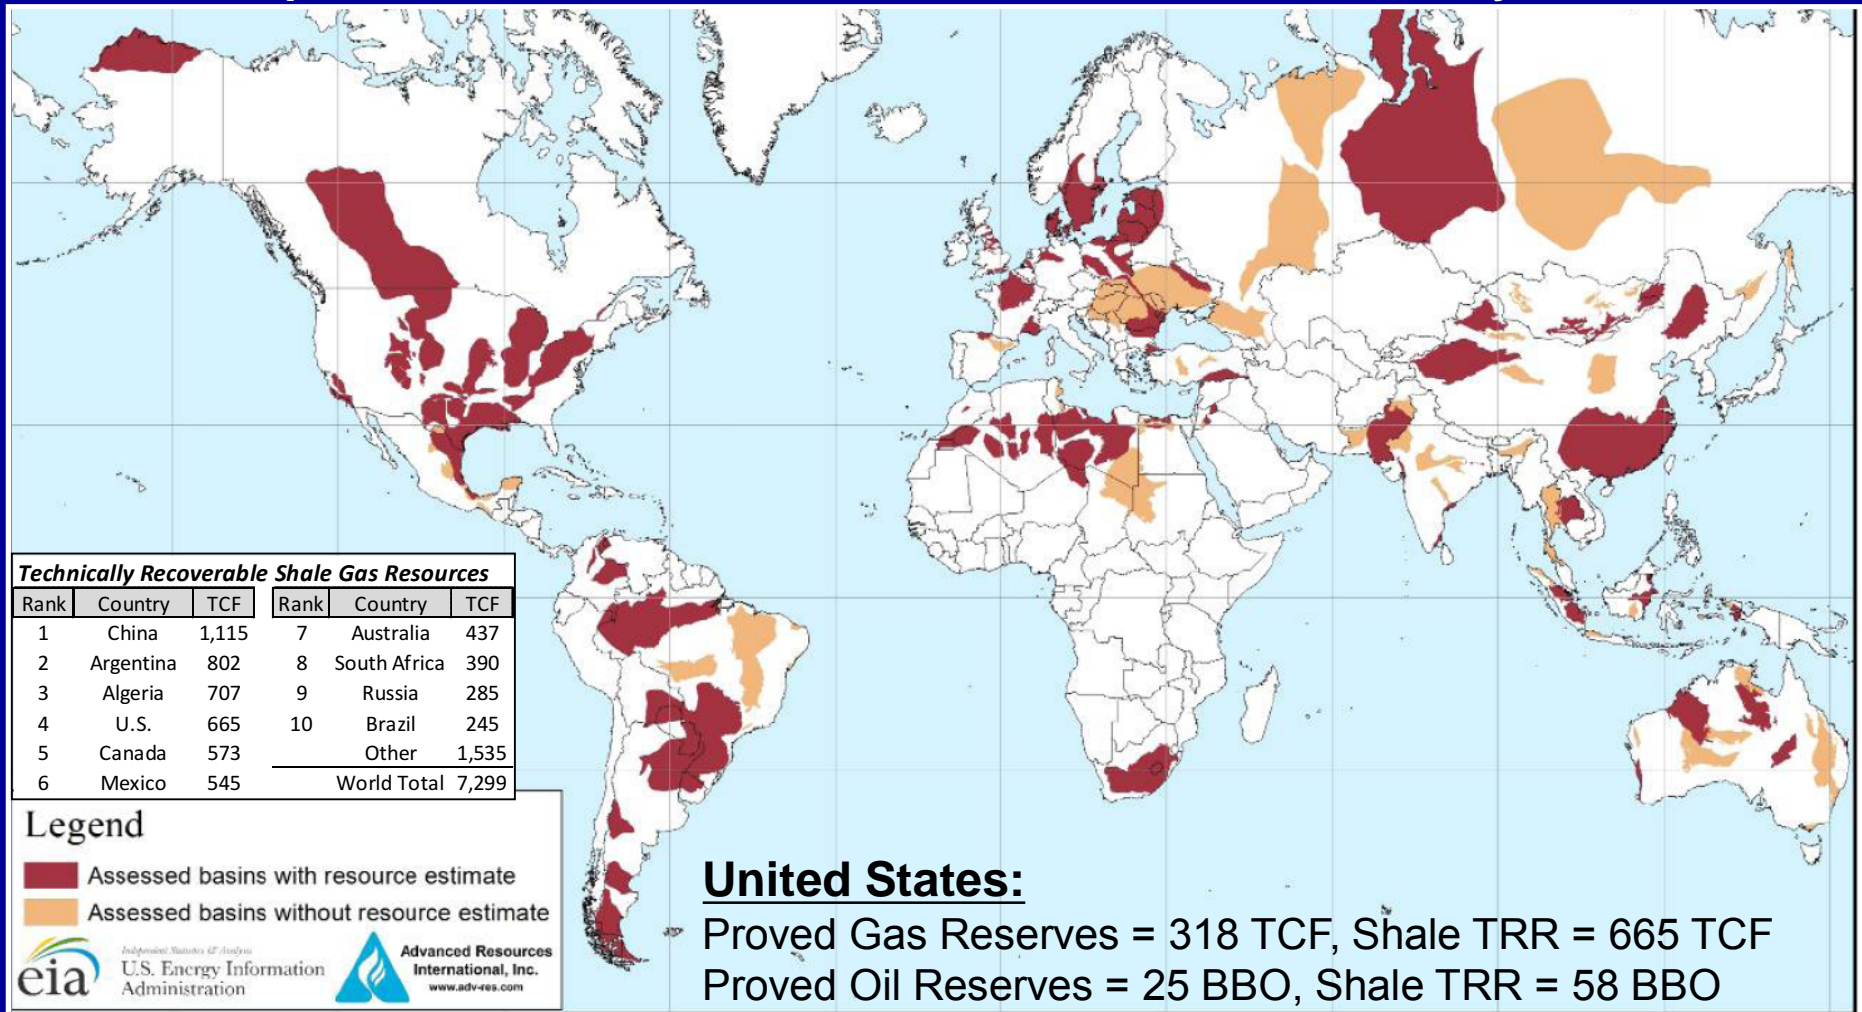 Technically Recoverable Shale Gas Resources
Rank Country TCF Rank Country TCF
1 China 1,115 7 Australia 437
2 Argentina 802 8 South Africa 390
3 Algeria 707 9 Russia 285
4 U.S. 665 10 Brazil 245
5 Canada 573 Other 1,535
6 Mexico 545 World Total 7,299
Legend
Assessed basins with resource estimate
Assessed basins without resource estimate
eia
Independent Statistics & Analysis
U.S. Energy Information
Administration
Advanced Resources
International, Inc.
www.adv-res.com
United States:
Proved Gas Reserves = 318 TCF, Shale TRR = 665 TCF
Proved Oil Reserves = 25 BBO, Shale TRR = 58 BBO